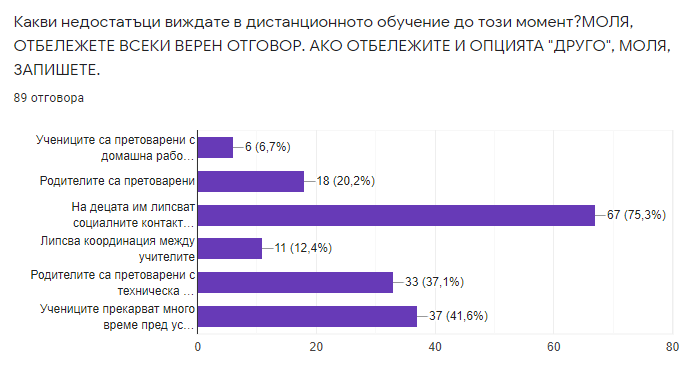 Какви недостатъци виждате в дистанционното обучение до този момент?МОЛЯ,
ОТБЕЛЕЖЕТЕ ВСЕКИ ВЕРЕН ОТГОВОР. АКО ОТБЕЛЖИТЕ И ОПЦИЯТА "ДРУГО", МОЛЯ,
ЗАПИШЕТЕ.
89 отговора
Учениците са претоварени с
домашна рабо…
6 (6,7%)
Родителите са претоварени
18 (20,2%)
На децата им липсват
социалните контакт…
67 (75,3%)
Липсва координация между
учителите
11 (12,4%)
Родителите са претоварени с
техническа …
33 (37,1%)
Учениците прекарват много
време пред ус…
37 (41,6%)
0 20 40 60 80